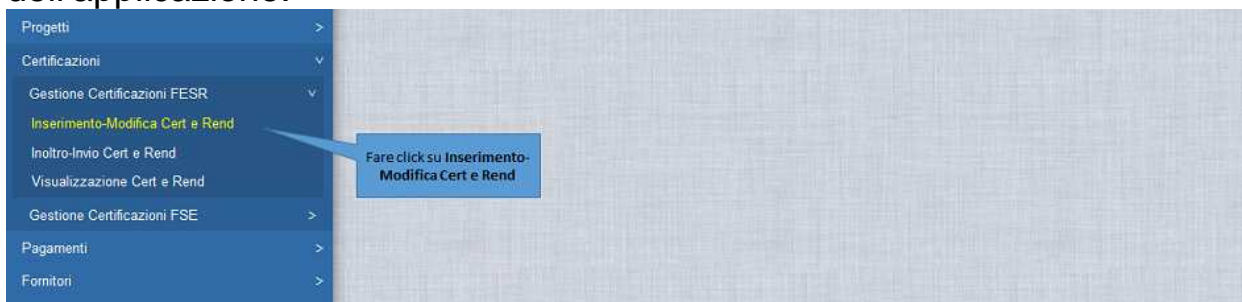 dell'applicazione.
Progetti >
Certificazioni v
Gestione Certificazioni FESR v
Inserimento-Modifica Cert e Rend
Inoltro-Invio Cert e Rend
Visualizzazione Cert e Rend
Gestione Certificazioni FSE >
Pagamenti >
Fornitori >
Fare click su Inserimento-
Modifica Cert e Rend